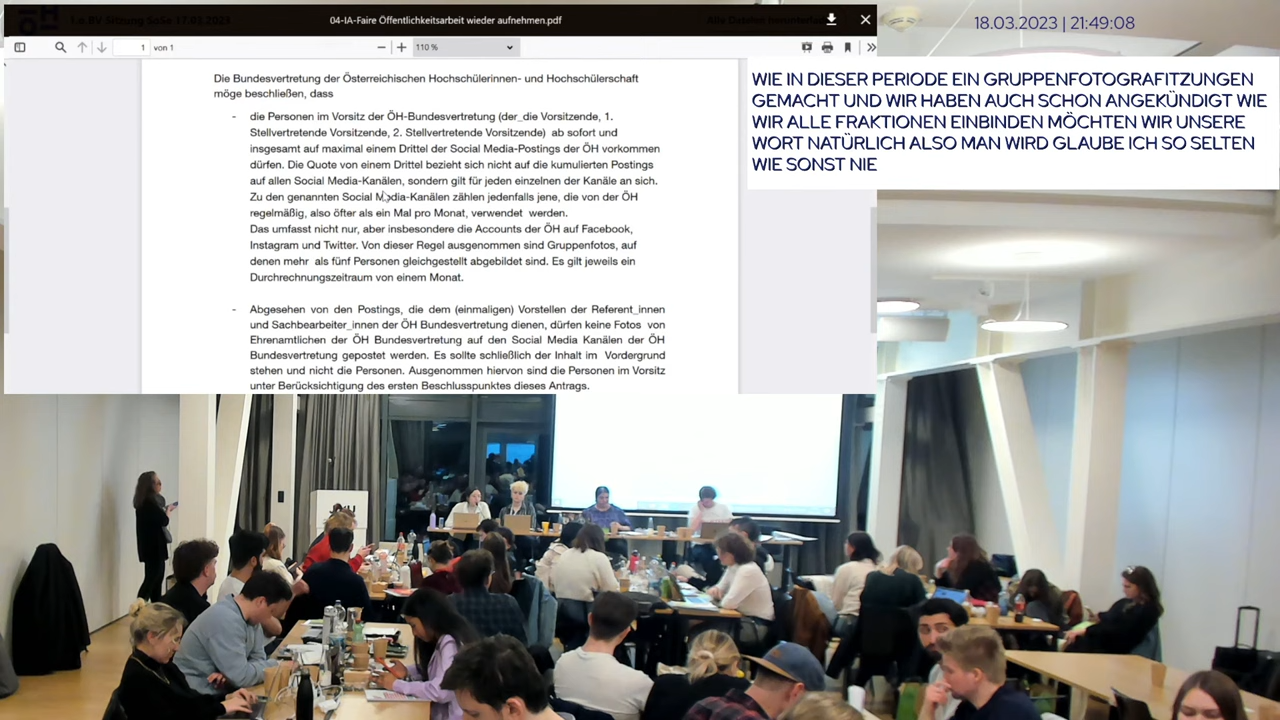 1.o BV Sitzung SoSe 17.03.2023
04-IA-Faire Öffentlichkeitsarbeit wieder aufnehmen.pdf
Alle Dateien herunterla
18.03.2023 | 21:49:08
1
von 1
110 %
Die Bundesvertretung der Österreichischen Hochschülerinnen- und Hochschülerschaft
möge beschließen, dass
- die Personen im Vorsitz der ÖH-Bundesvertretung (der_die Vorsitzende, 1.
Stellvertretende Vorsitzende, 2. Stellvertretende Vorsitzende) ab sofort und
insgesamt auf maximal einem Drittel der Social Media-Postings der ÖH vorkommen
dürfen. Die Quote von einem Drittel bezieht sich nicht auf die kumulierten Postings
auf allen Social Media-Kanälen, sondern gilt für jeden einzelnen der Kanäle an sich.
Zu den genannten Social Media-Kanälen zählen jedenfalls jene, die von der ÖH
regelmäßig, also öfter als ein Mal pro Monat, verwendet werden.
Das umfasst nicht nur, aber insbesondere die Accounts der ÖH auf Facebook,
Instagram und Twitter. Von dieser Regel ausgenommen sind Gruppenfotos, auf
denen mehr als fünf Personen gleichgestellt abgebildet sind. Es gilt jeweils ein
Durchrechnungszeitraum von einem Monat.
- Abgesehen von den Postings, die dem (einmaligen) Vorstellen der Referent_innen
und Sachbearbeiter_innen der ÖH Bundesvertretung dienen, dürfen keine Fotos von
Ehrenamtlichen der ÖH Bundesvertretung auf den Social Media Kanälen der ÖH
Bundesvertretung gepostet werden. Es sollte schließlich der Inhalt im Vordergrund
stehen und nicht die Personen. Ausgenommen hiervon sind die Personen im Vorsitz
unter Berücksichtigung des ersten Beschlusspunktes dieses Antrags.
WIE IN DIESER PERIODE EIN GRUPPENFOTOGRAFITZUNGEN
GEMACHT UND WIR HABEN AUCH SCHON ANGEKÜNDIGT WIE
WIR ALLE FRAKTIONEN EINBINDEN MÖCHTEN WIR UNSERE
WORT NATÜRLICH ALSO MAN WIRD GLAUBE ICH SO SELTEN
WIE SONST NIE